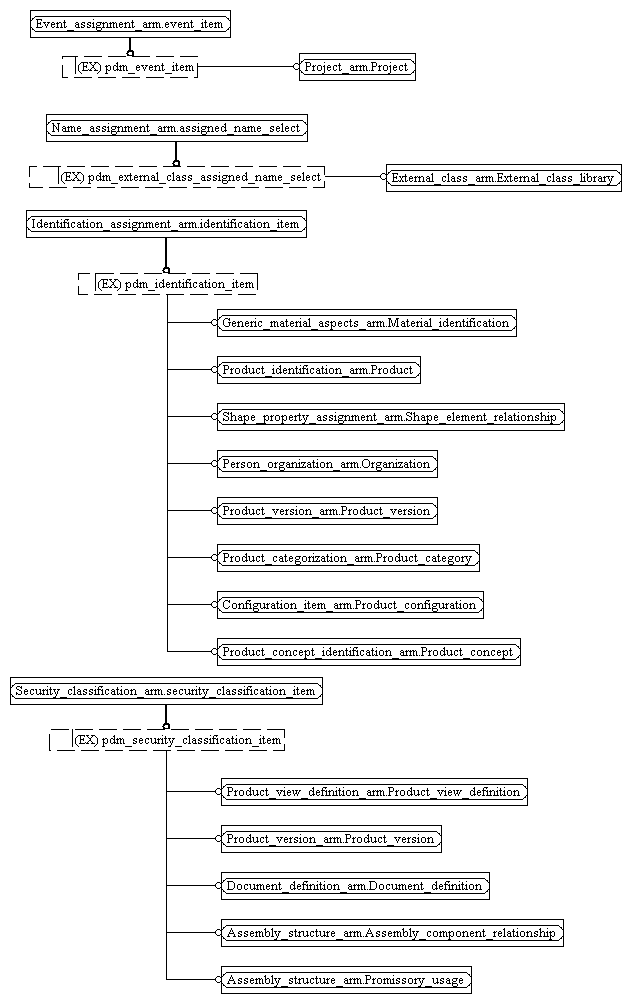 Event_assignment_arm.event_item
(EX) pdm_event_item
Project_arm.Project
Name_assignment_arm.assigned_name_select
(EX) pdm_external_class_assigned_name_select
External_class_arm.External_class_library
Identification_assignment_arm.identification_item
(EX) pdm_identification_item
Generic_material_aspects_arm.Material_identification
Product_identification_arm.Product
Shape_property_assignment_arm.Shape_element_relationship
Person_organization_arm.Organization
Product_version_arm.Product_version
Product_categorization_arm.Product_category
Configuration_item_arm.Product_configuration
Product_concept_identification_arm.Product_concept
Security_classification_arm.security_classification_item
(EX) pdm_security_classification_item
Product_view_definition_arm.Product_view_definition
Product_version_arm.Product_version
Document_definition_arm.Document_definition
Assembly_structure_arm.Assembly_component_relationship
Assembly_structure_arm.Promissory_usage